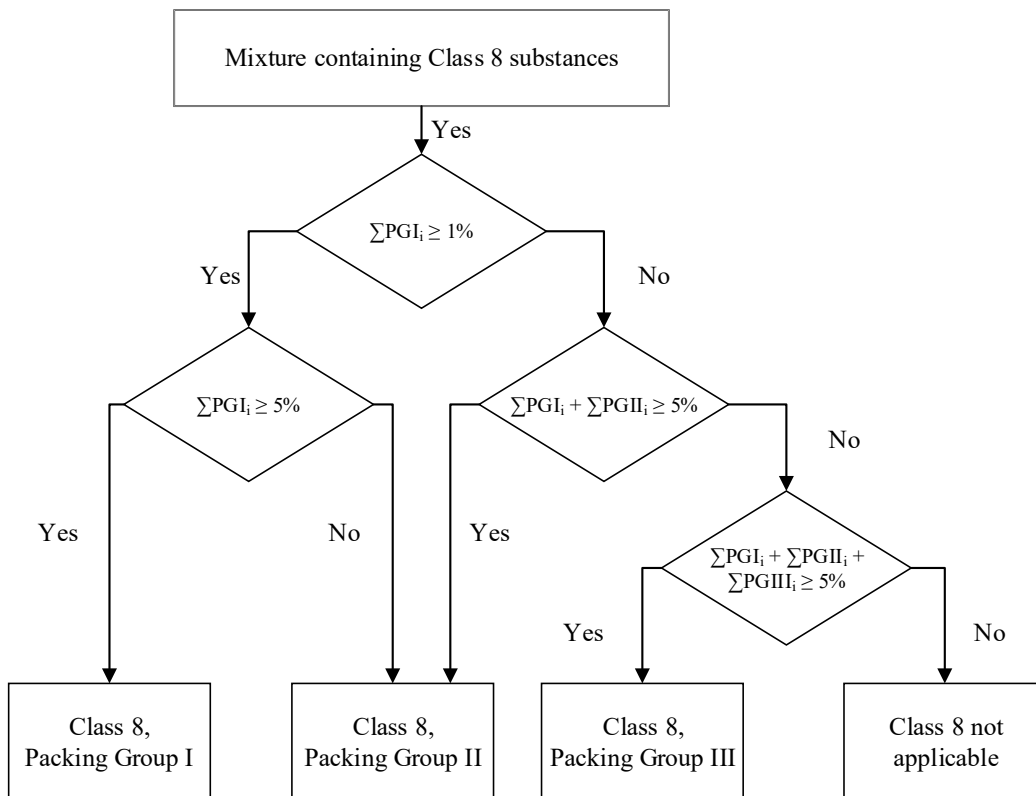 Mixture containing Class 8 substances
Yes
∑PGIᵢ ≥ 1%
Yes
No
∑PGIᵢ ≥ 5%
∑PGIᵢ + ∑PGIIᵢ ≥ 5%
No
Yes
No
Yes
∑PGIᵢ + ∑PGIIᵢ +
∑PGIIIᵢ ≥ 5%
Yes
No
Class 8,
Packing Group I
Class 8,
Packing Group II
Class 8,
Packing Group III
Class 8 not
applicable